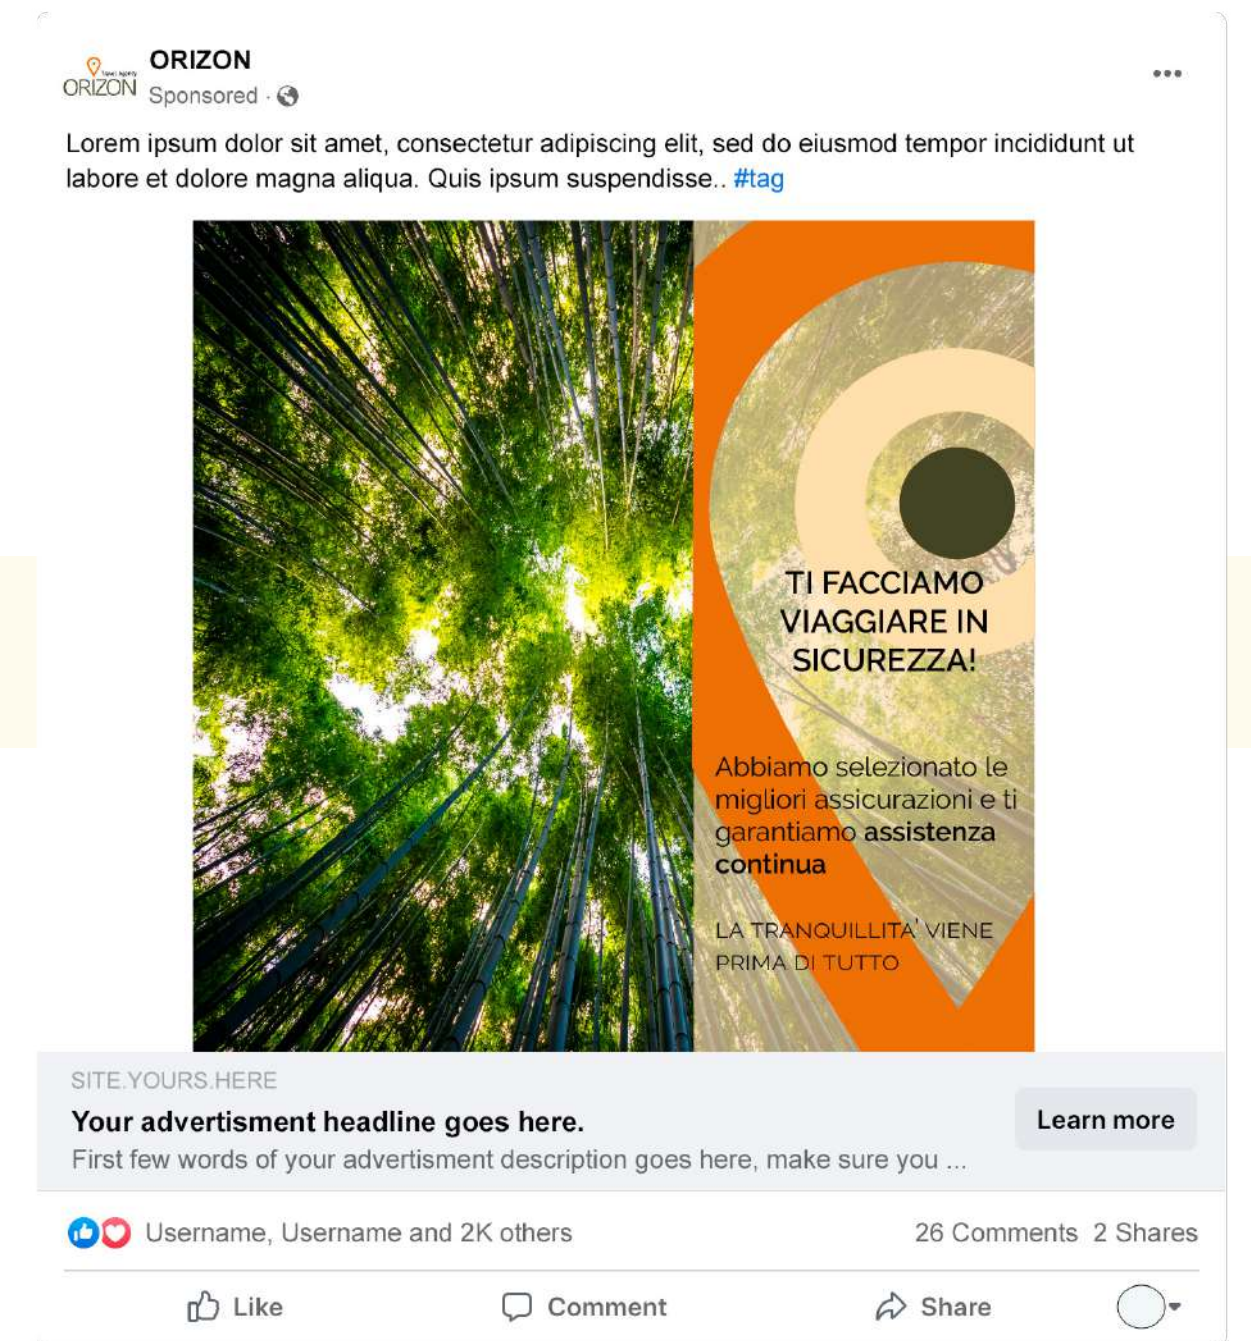 ORIZON
Travel Agency
ORIZON
Sponsored ·
Lorem ipsum dolor sit amet, consectetur adipiscing elit, sed do eiusmod tempor incididunt ut
labore et dolore magna aliqua. Quis ipsum suspendisse.. #tag
TI FACCIAMO
VIAGGIARE IN
SICUREZZA!
Abbiamo selezionato le
migliori assicurazioni e ti
garantiamo assistenza
continua
LA TRANQUILLITA' VIENE
PRIMA DI TUTTO
SITE.YOURS.HERE
Your advertisment headline goes here.
Learn more
First few words of your advertisment description goes here, make sure you ...
Username, Username and 2K others
26 Comments 2 Shares
Like
Comment
Share